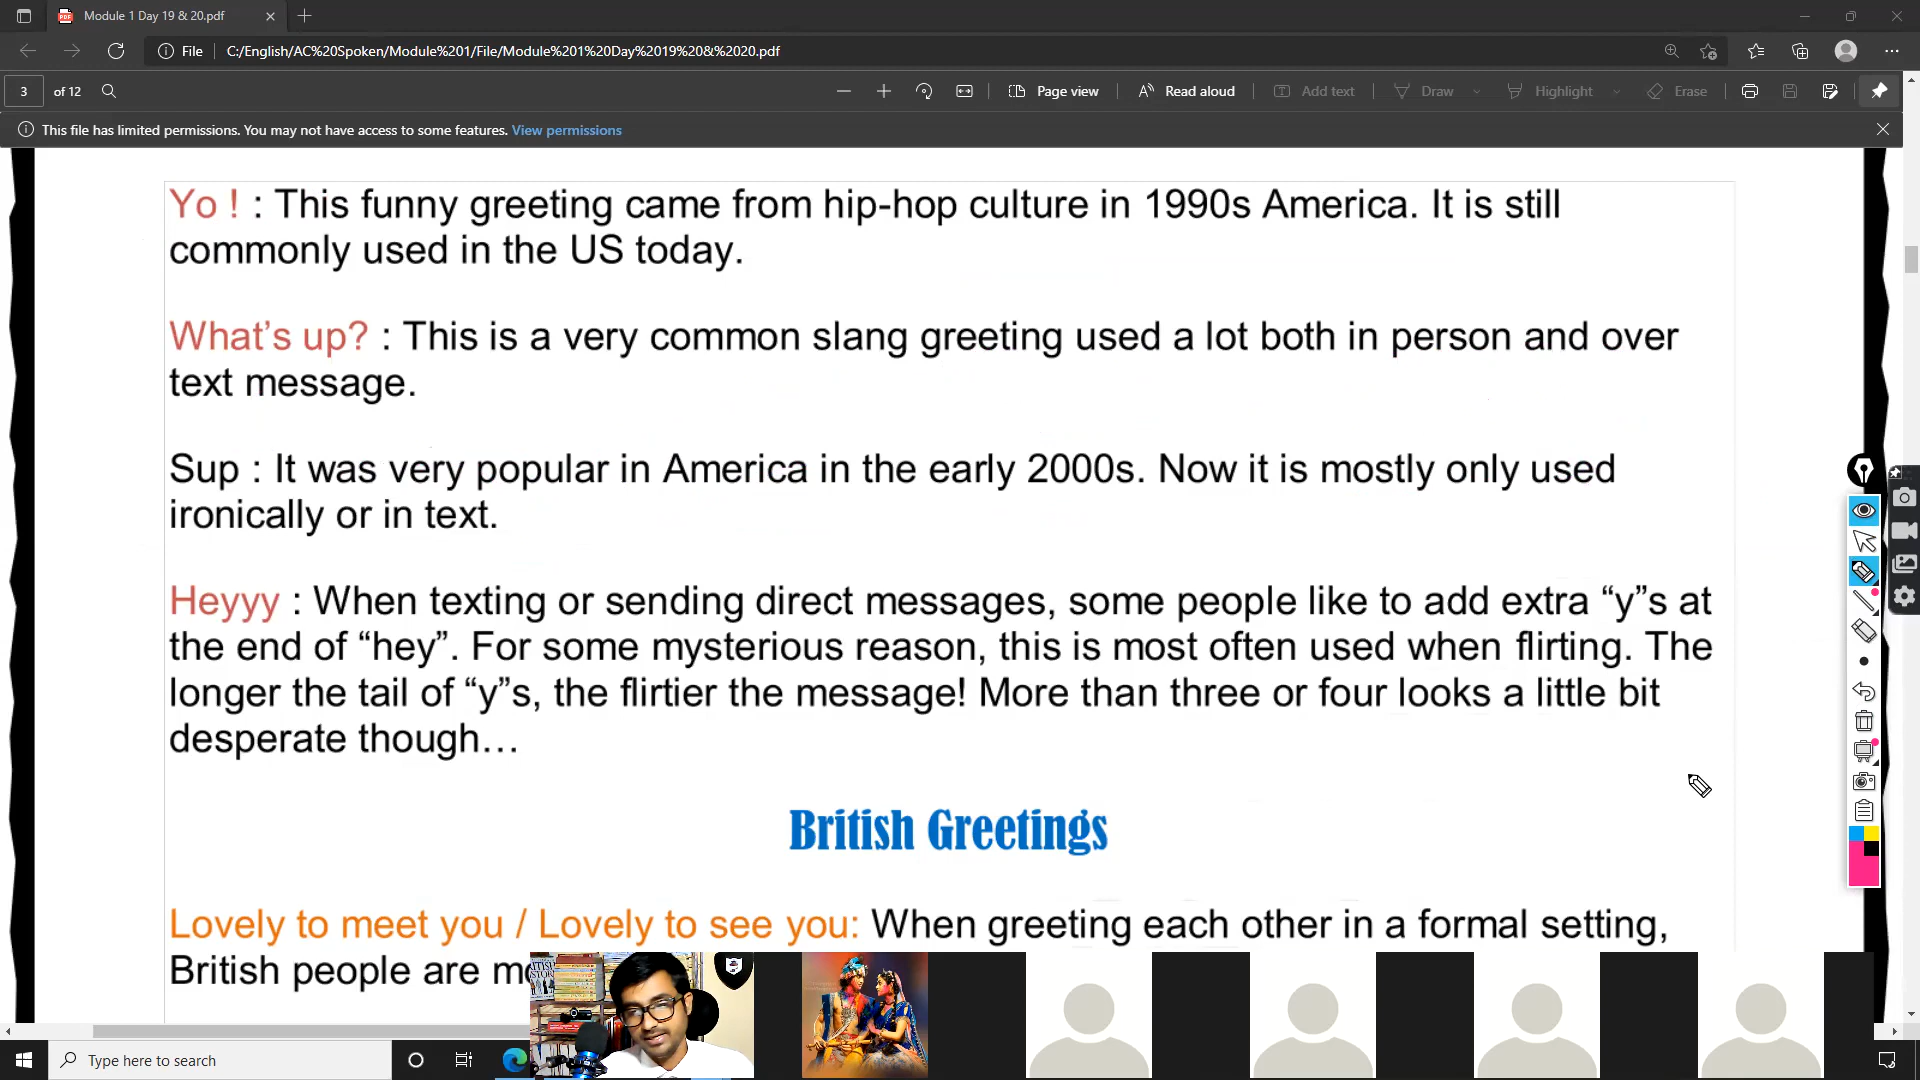 Module 1 Day 19 & 20.pdf
File
C:/English/AC%20Spoken/Module%201/File/Module%201%20Day%2019%20&%2020.pdf
3 of 12
Page view
Read aloud
Add text
Draw
Highlight
Erase
This file has limited permissions. You may not have access to some features. View permissions
Yo ! : This funny greeting came from hip-hop culture in 1990s America. It is still
commonly used in the US today.
What’s up? : This is a very common slang greeting used a lot both in person and over
text message.
Sup : It was very popular in America in the early 2000s. Now it is mostly only used
ironically or in text.
Heyyy : When texting or sending direct messages, some people like to add extra “y”s at
the end of “hey”. For some mysterious reason, this is most often used when flirting. The
longer the tail of “y”s, the flirtier the message! More than three or four looks a little bit
desperate though…
British Greetings
Lovely to meet you / Lovely to see you: When greeting each other in a formal setting,
British people are
Type here to search